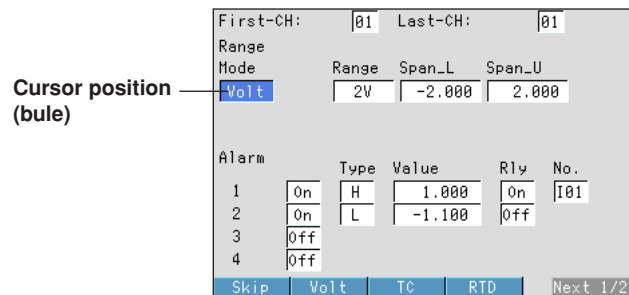 First-CH: 01 Last-CH: 01
Range
Mode Range Span_L Span_U
Cursor position
(bule)
Volt 2V -2.000 2.000
Alarm
Type Value Rly No.
1 On H 1.000 On I01
2 On L -1.100 Off
3 Off
4 Off
Skip Volt TC RTD Next 1/2